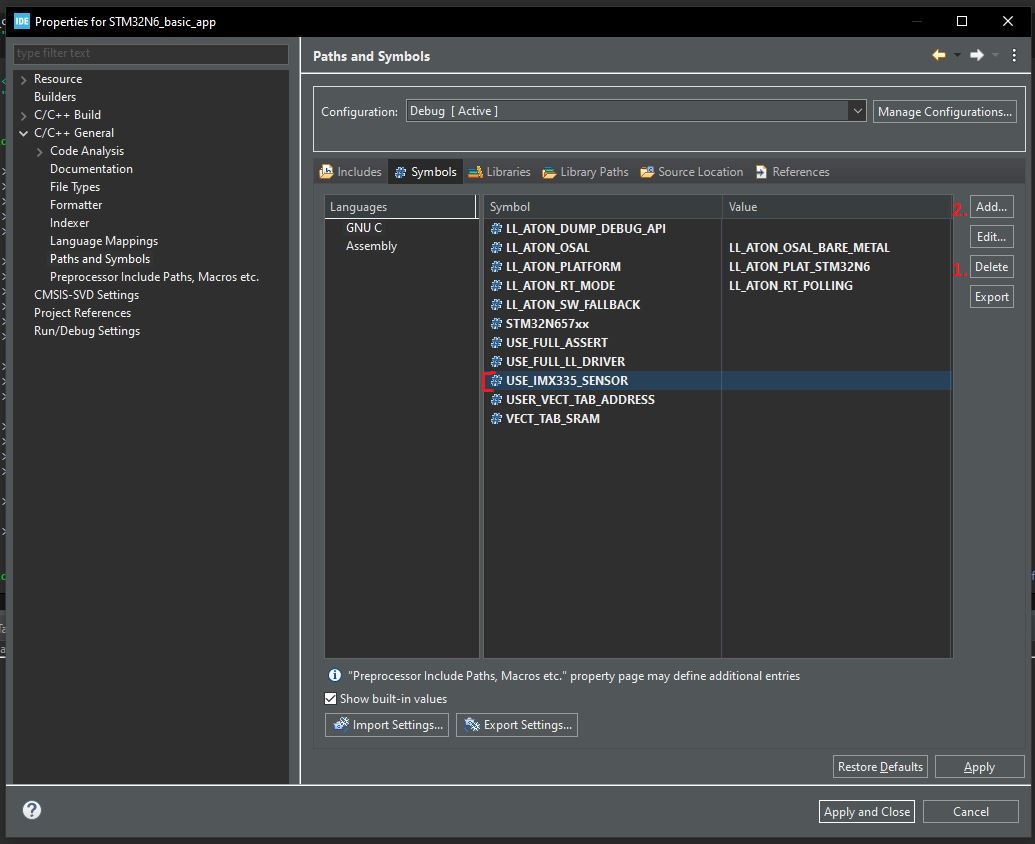 IDE Properties for STM32N6_basic_app
type filter text
Resource
Builders
C/C++ Build
C/C++ General
Code Analysis
Documentation
File Types
Formatter
Indexer
Language Mappings
Paths and Symbols
Preprocessor Include Paths, Macros etc.
CMSIS-SVD Settings
Project References
Run/Debug Settings
Paths and Symbols
Configuration: Debug [ Active ] Manage Configurations...
Includes Symbols Libraries Library Paths Source Location References
Languages
GNU C
Assembly
Symbol Value
LL_ATON_DUMP_DEBUG_API
LL_ATON_OSAL LL_ATON_OSAL_BARE_METAL
LL_ATON_PLATFORM LL_ATON_PLAT_STM32N6
LL_ATON_RT_MODE LL_ATON_RT_POLLING
LL_ATON_SW_FALLBACK
STM32N657xx
USE_FULL_ASSERT
USE_FULL_LL_DRIVER
USE_IMX335_SENSOR
USER_VECT_TAB_ADDRESS
VECT_TAB_SRAM
2. Add...
Edit...
1. Delete
Export
"Preprocessor Include Paths, Macros etc." property page may define additional entries
Show built-in values
Import Settings... Export Settings...
Restore Defaults Apply
? Apply and Close Cancel